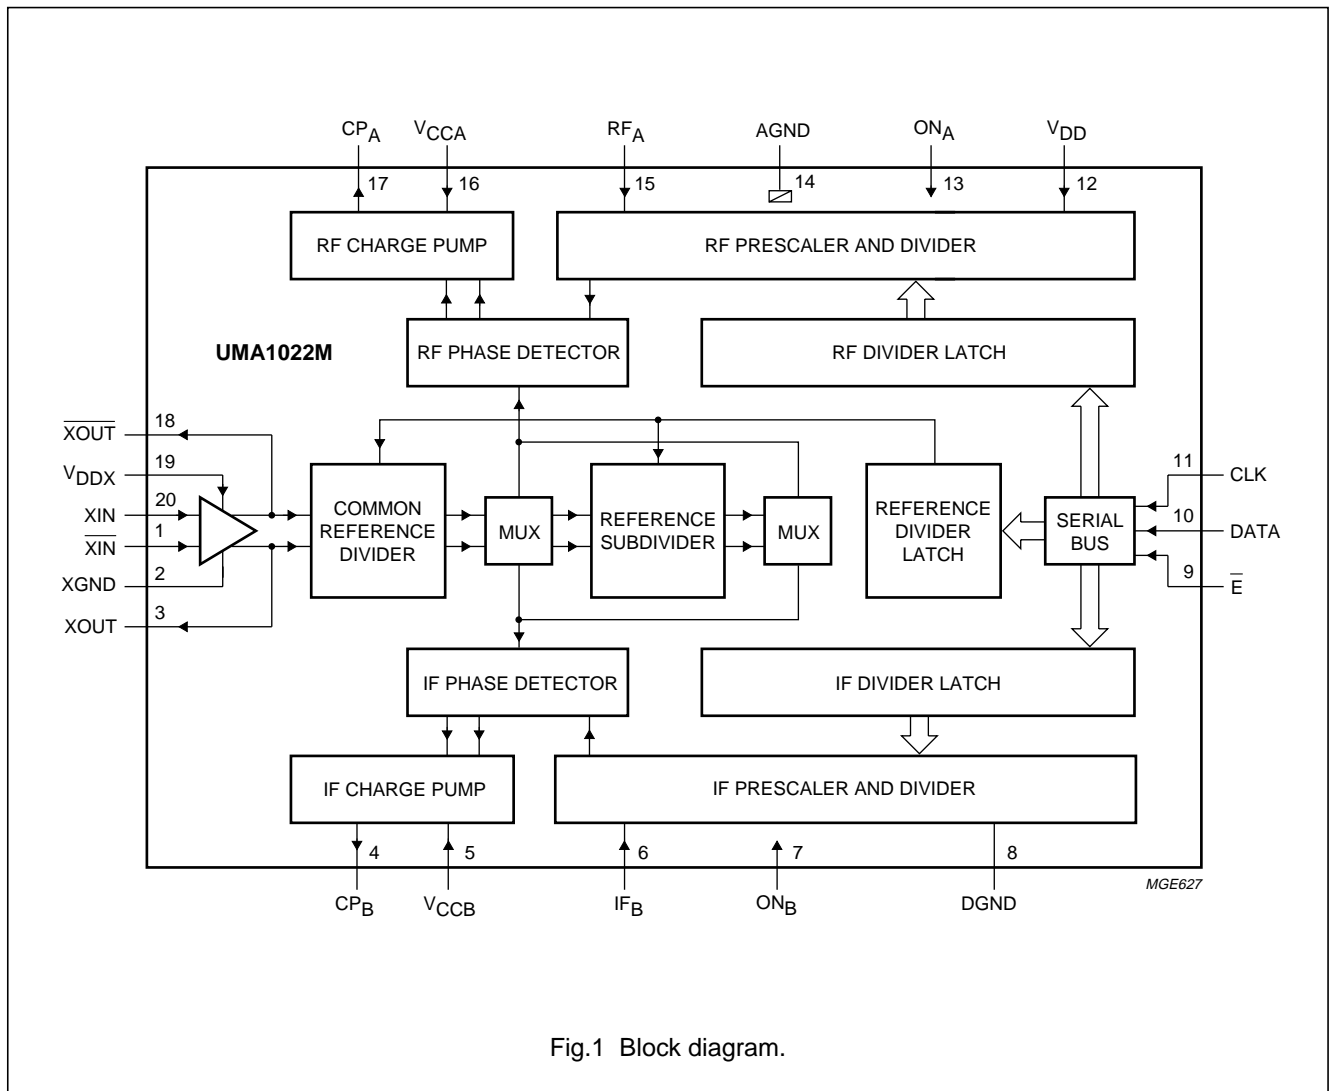 CP_A V_CCA RF_A AGND ON_A V_DD
17 16 15 14 13 12
RF CHARGE PUMP RF PRESCALER AND DIVIDER
UMA1022M RF PHASE DETECTOR RF DIVIDER LATCH
X̅O̅U̅T̅ 18
V_DDX 19
XIN 20
X̅I̅N̅ 1
XGND 2
XOUT 3
COMMON
REFERENCE
DIVIDER
MUX
REFERENCE
SUBDIVIDER
MUX
REFERENCE
DIVIDER
LATCH
SERIAL
BUS
11 CLK
10 DATA
9 E̅
IF PHASE DETECTOR IF DIVIDER LATCH
IF CHARGE PUMP IF PRESCALER AND DIVIDER
4 5 6 7 8
CP_B V_CCB IF_B ON_B DGND
MGE627
Fig.1 Block diagram.